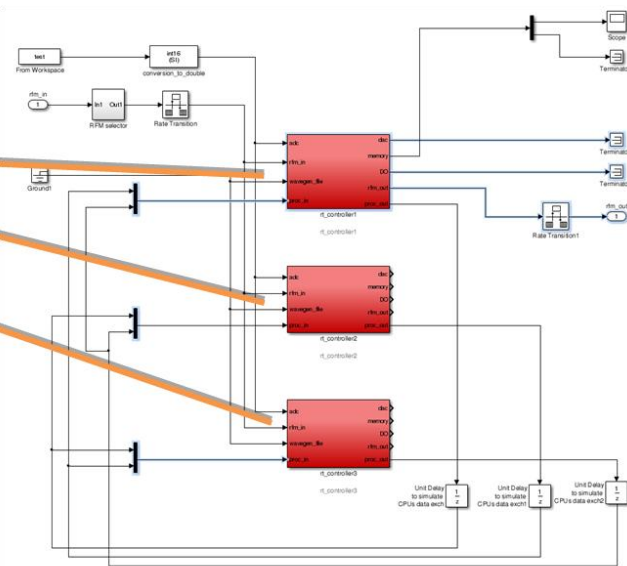 tect
From Workspace
int16
(SI)
conversion_to_double
rfm_in
1
In1 Out1
RFM selector
Rate Transition
Ground1
Scope
Terminato
Terminato
Terminato
adc
rfm_in
wavegen_file
proc_in
dac
memory
DO
rfm_out
proc_out
rt_controller1
rt_controller1
Rate Transition1
rfm_out
1
adc
rfm_in
wavegen_file
proc_in
dac
memory
DO
rfm_out
proc_out
rt_controller2
rt_controller2
adc
rfm_in
wavegen_file
proc_in
dac
memory
DO
rfm_out
proc_out
rt_controller3
rt_controller3
Unit Delay
to simulate
CPUs data exch
1
z
Unit Delay
to simulate
CPUs data exch1
1
z
Unit Delay
to simulate
CPUs data exch2
1
z